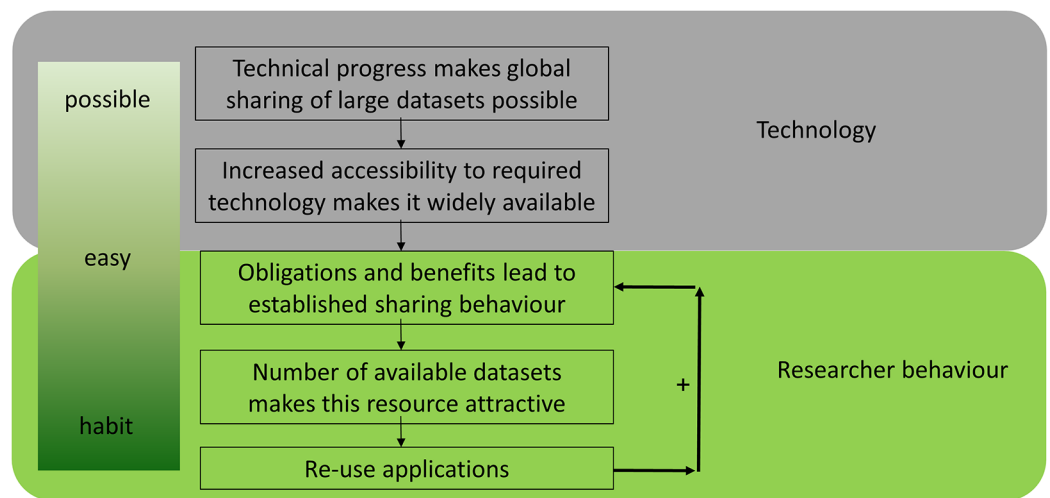 possible
Technical progress makes global
sharing of large datasets possible
Technology
Increased accessibility to required
technology makes it widely available
easy
Obligations and benefits lead to
established sharing behaviour
Number of available datasets
makes this resource attractive
+
Researcher behaviour
habit
Re-use applications